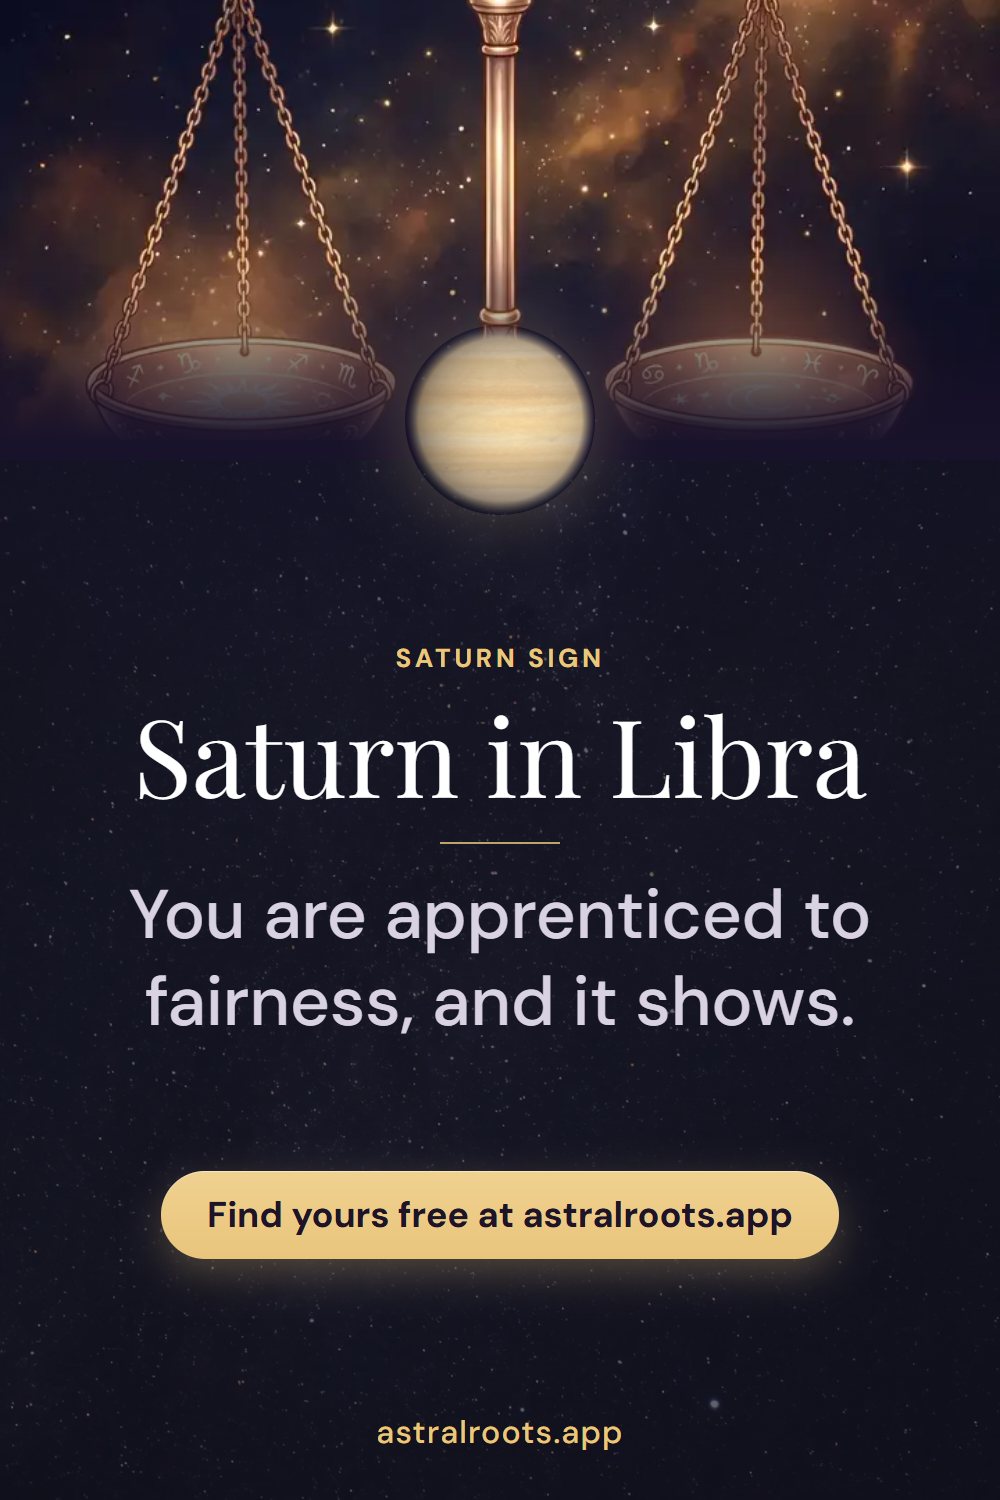 SATURN SIGN
Saturn in Libra
You are apprenticed to
fairness, and it shows.
Find yours free at astralroots.app
astralroots.app